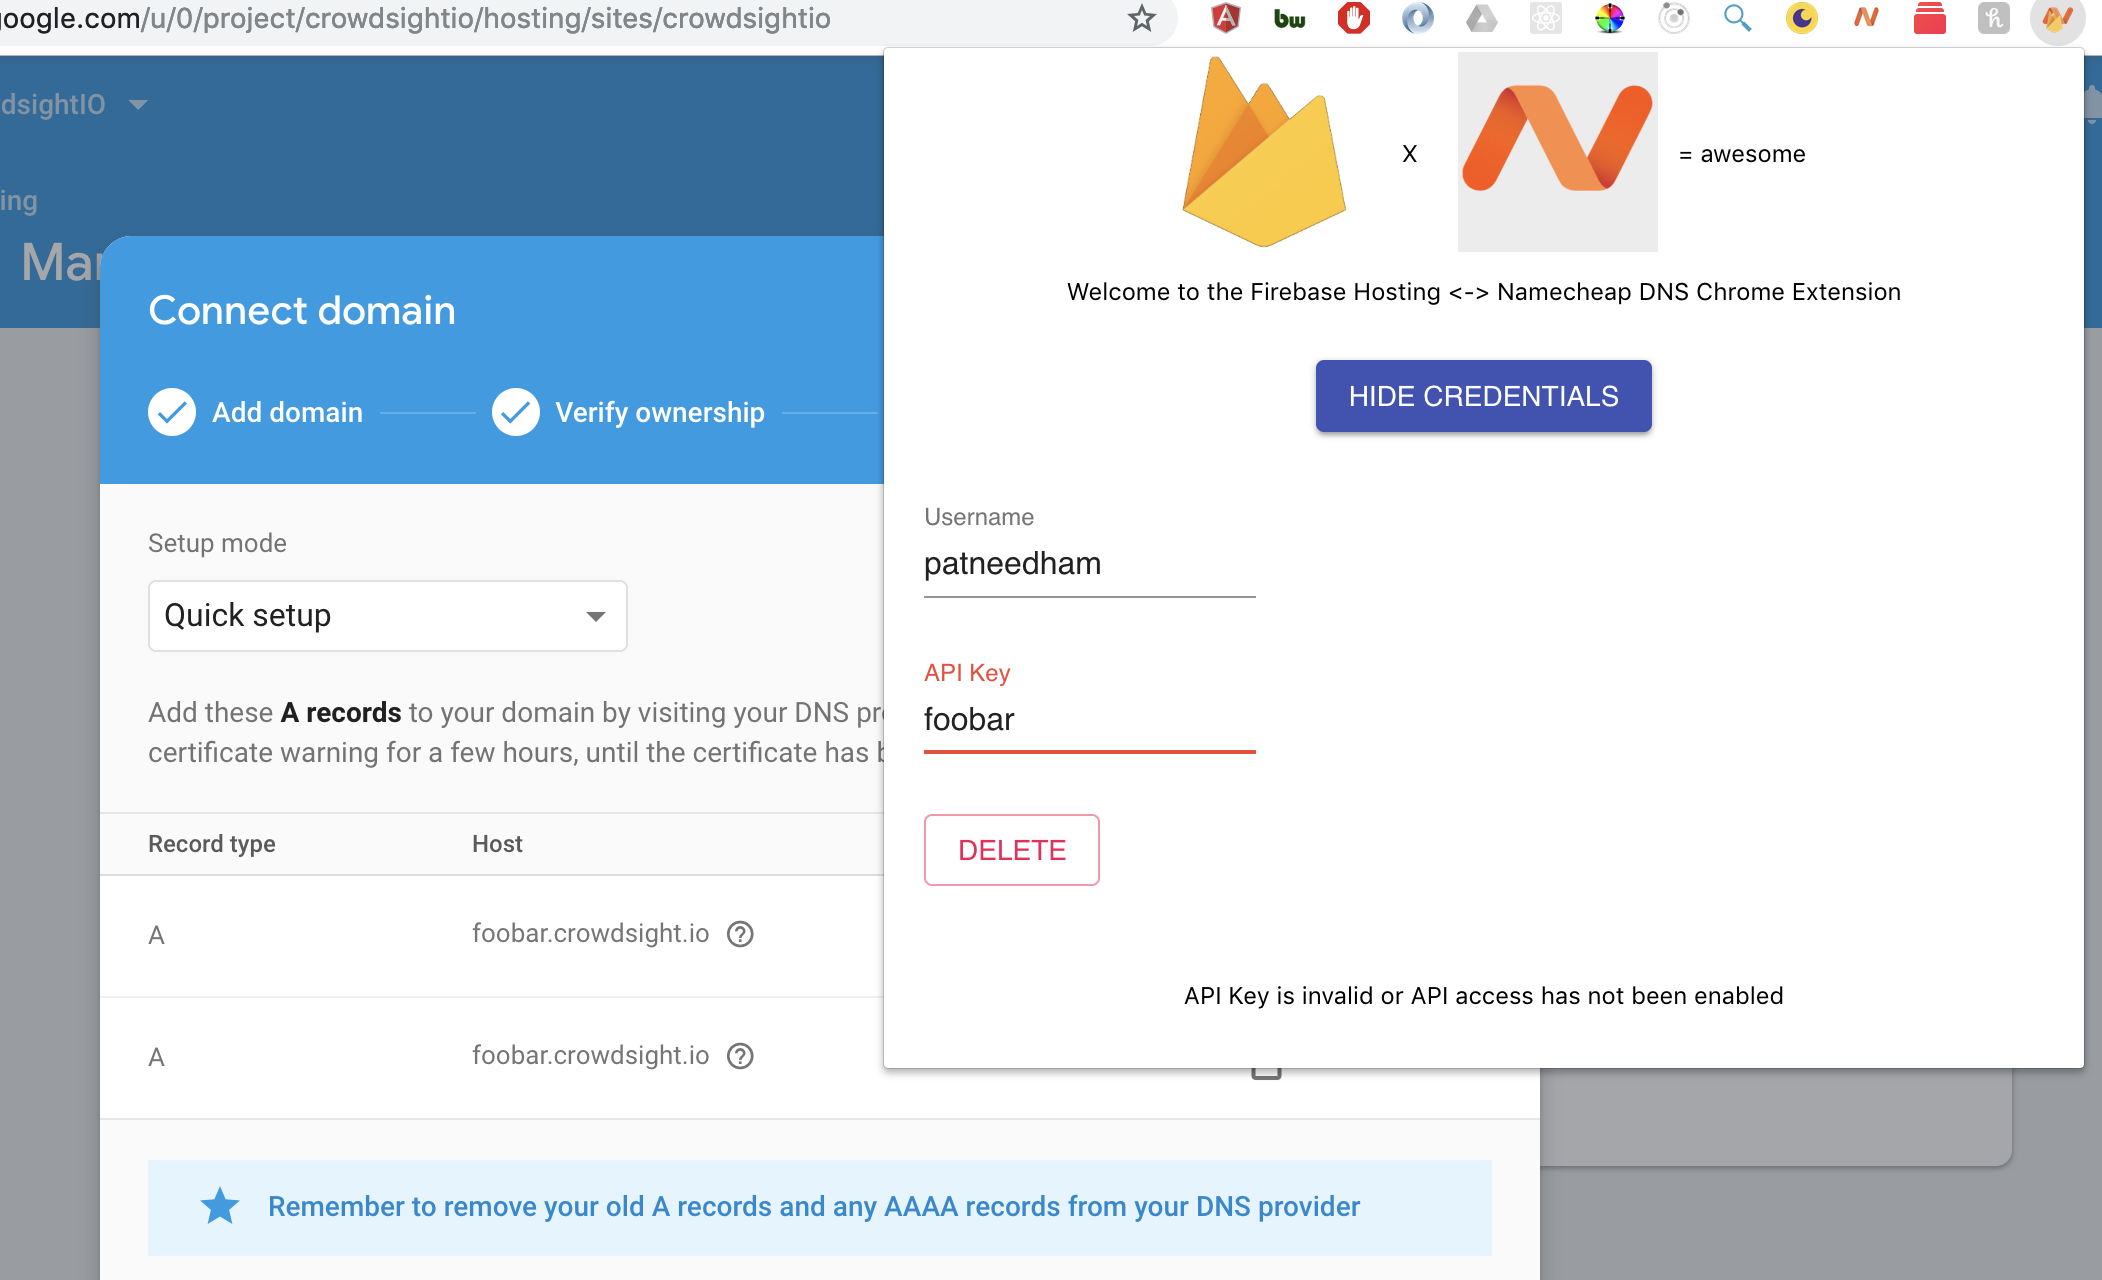 google.com/u/0/project/crowdsightio/hosting/sites/crowdsightio
bw
dsightIO
ing
Mar
X
= awesome
Welcome to the Firebase Hosting <-> Namecheap DNS Chrome Extension
HIDE CREDENTIALS
Username
patneedham
API Key
foobar
DELETE
API Key is invalid or API access has not been enabled
Connect domain
Add domain
Verify ownership
Setup mode
Quick setup
Add these A records to your domain by visiting your DNS pr
certificate warning for a few hours, until the certificate has b
Record type Host
A foobar.crowdsight.io
A foobar.crowdsight.io
Remember to remove your old A records and any AAAA records from your DNS provider